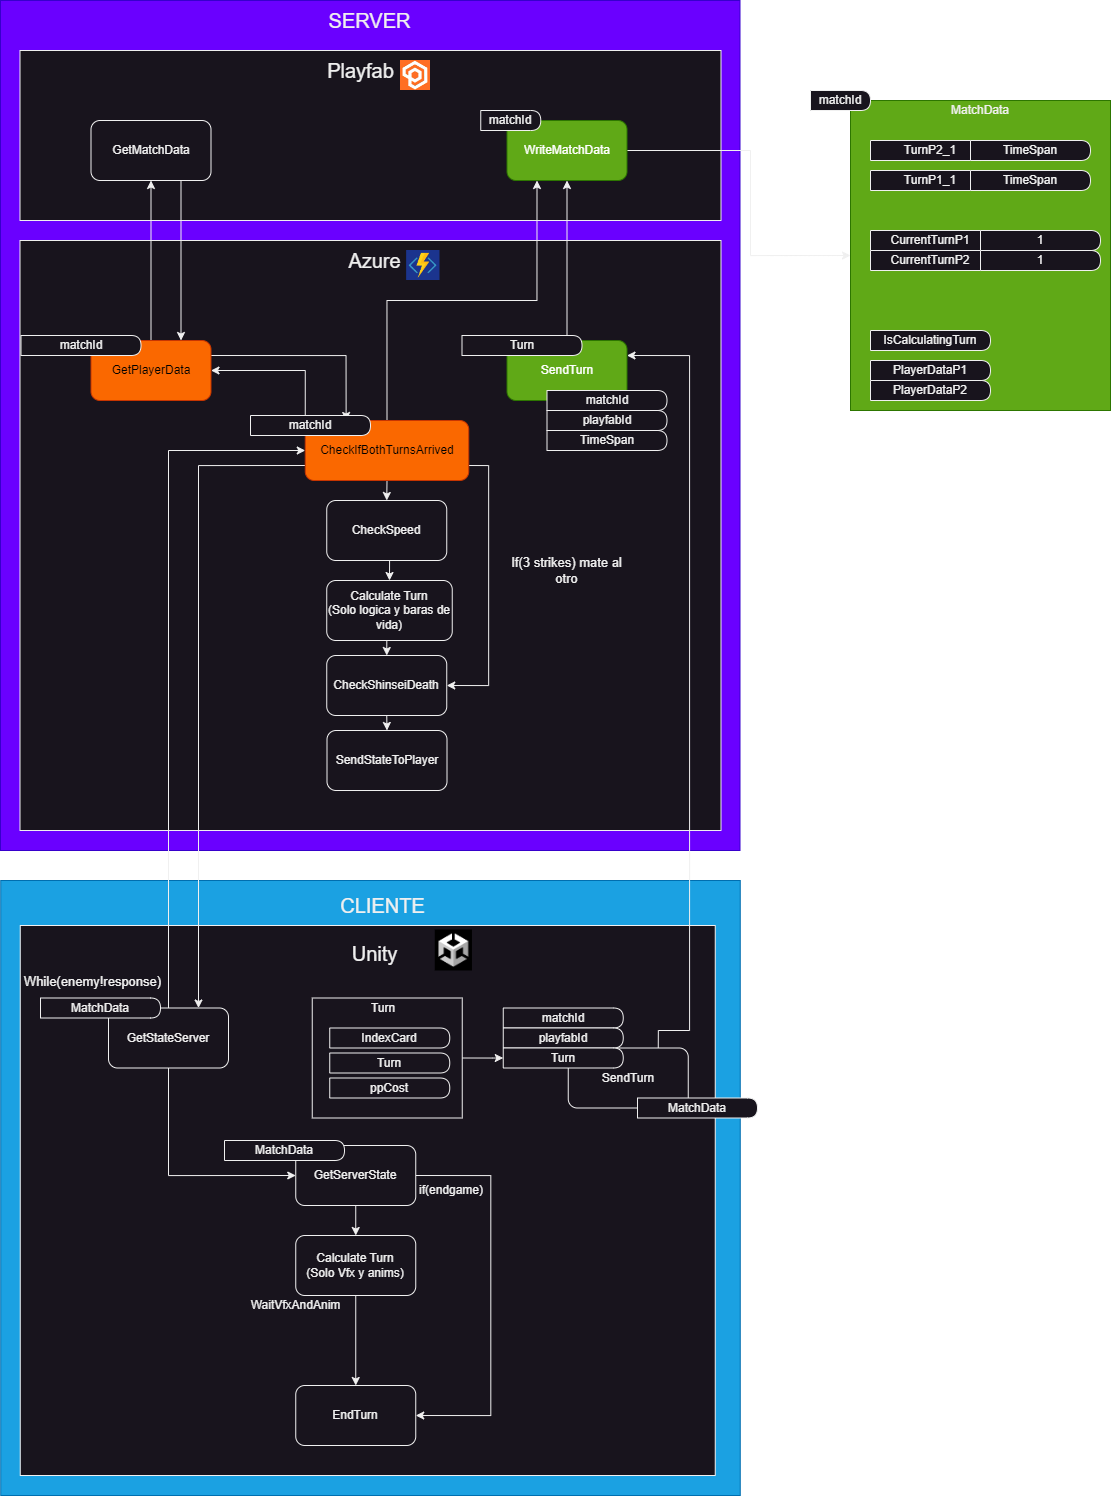 SERVER
Playfab
matchId
GetMatchData
WriteMatchData
matchId
MatchData
TurnP2_1
TimeSpan
TurnP1_1
TimeSpan
CurrentTurnP1
1
CurrentTurnP2
1
IsCalculatingTurn
PlayerDataP1
PlayerDataP2
Azure
matchId
GetPlayerData
Turn
SendTurn
matchId
playfabId
TimeSpan
matchId
CheckIfBothTurnsArrived
CheckSpeed
If(3 strikes) mate al
otro
Calculate Turn
(Solo logica y baras de
vida)
CheckShinseiDeath
SendStateToPlayer
CLIENTE
Unity
While(enemy!response)
MatchData
GetStateServer
Turn
IndexCard
Turn
ppCost
matchId
playfabId
Turn
SendTurn
MatchData
MatchData
GetServerState
if(endgame)
Calculate Turn
(Solo Vfx y anims)
WaitVfxAndAnim
EndTurn